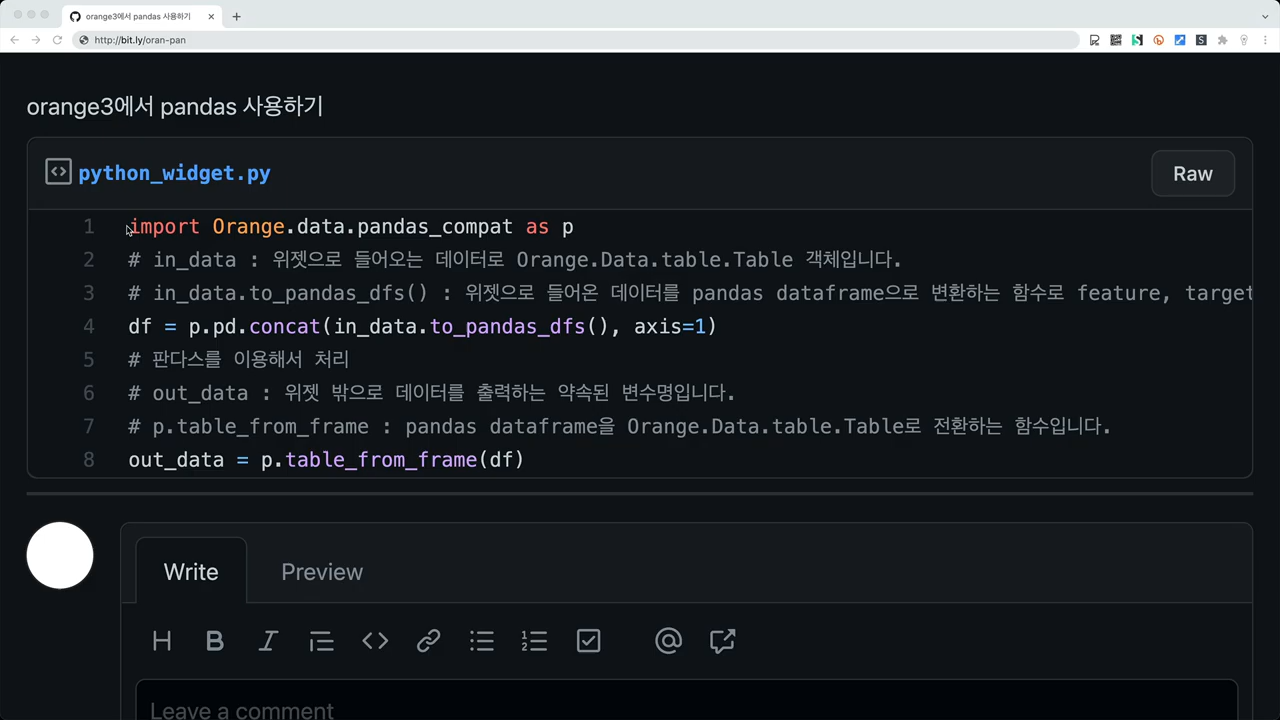 orange3에서 pandas 사용하기
http://bit.ly/oran-pan
orange3에서 pandas 사용하기
python_widget.py
Raw
1 import Orange.data.pandas_compat as p
2 # in_data : 위젯으로 들어오는 데이터로 Orange.Data.table.Table 객체입니다.
3 # in_data.to_pandas_dfs() : 위젯으로 들어온 데이터를 pandas dataframe으로 변환하는 함수로 feature, target
4 df = p.pd.concat(in_data.to_pandas_dfs(), axis=1)
5 # 판다스를 이용해서 처리
6 # out_data : 위젯 밖으로 데이터를 출력하는 약속된 변수명입니다.
7 # p.table_from_frame : pandas dataframe을 Orange.Data.table.Table로 전환하는 함수입니다.
8 out_data = p.table_from_frame(df)
Write Preview
Leave a comment